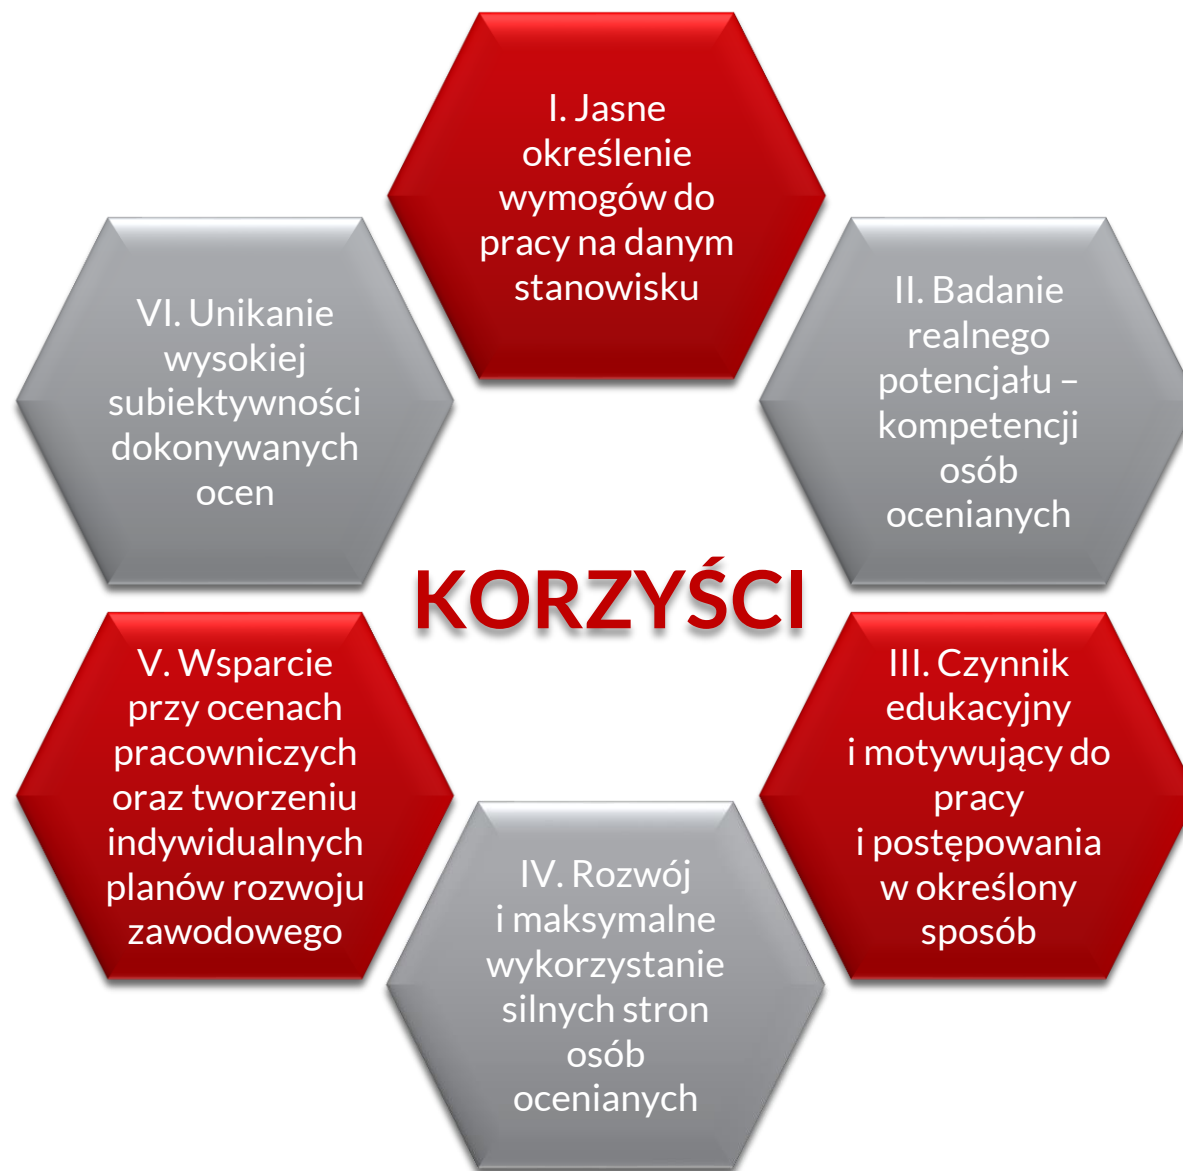 I. Jasne
określenie
wymogów do
pracy na danym
stanowisku
II. Badanie
realnego
potencjału –
kompetencji
osób
ocenianych
III. Czynnik
edukacyjny
i motywujący do
pracy
i postępowania
w określony
sposób
IV. Rozwój
i maksymalne
wykorzystanie
silnych stron
osób
ocenianych
V. Wsparcie
przy ocenach
pracowniczych
oraz tworzeniu
indywidualnych
planów rozwoju
zawodowego
VI. Unikanie
wysokiej
subiektywności
dokonywanych
ocen
KORZYŚCI